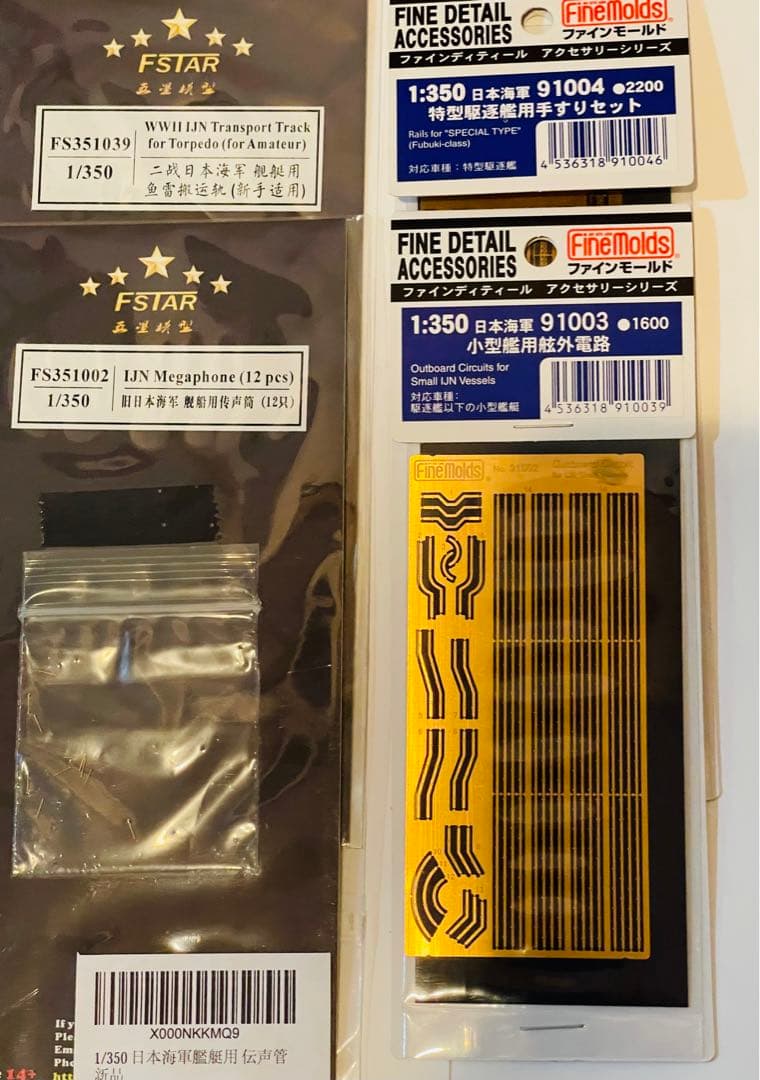 FSTAR
五星模型
FS351039
1/350
WWII IJN Transport Track
for Torpedo (for Amateur)
二战日本海军 舰艇用
鱼雷搬运轨 (新手适用)
FSTAR
五星模型
FS351002
1/350
IJN Megaphone (12 pcs)
旧日本海军 舰船用传声筒 (12只)
X000NKKMQ9
1/350 日本海軍艦艇用 伝声管
新品
If y
Ple
Em
Pho
14+
htt
FINE DETAIL
ACCESSORIES
FineMolds
ファインモールド
ファインディティール アクセサリーシリーズ
1:350 日本海軍 91004 ●2200
特型駆逐艦用手すりセット
Rails for "SPECIAL TYPE"
(Fubuki-class)
対応車種：特型駆逐艦
4 536318 910046
FINE DETAIL
ACCESSORIES
FineMolds
ファインモールド
ファインディティール アクセサリーシリーズ
1:350 日本海軍 91003 ●1600
小型艦用舷外電路
Outboard Circuits for
Small IJN Vessels
対応車種：
駆逐艦以下の小型艦艇
4 536318 910039
FineMolds